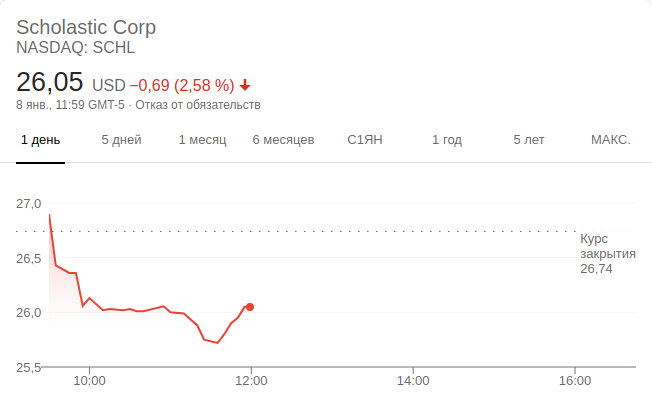 Scholastic Corp
NASDAQ: SCHL
26,05 USD −0,69 (2,58 %)
8 янв., 11:59 GMT-5 · Отказ от обязательств
1 день 5 дней 1 месяц 6 месяцев С1ЯН 1 год 5 лет МАКС.
27,0
Курс
закрытия
26,74
26,5
26,0
25,5
10:00 12:00 14:00 16:00